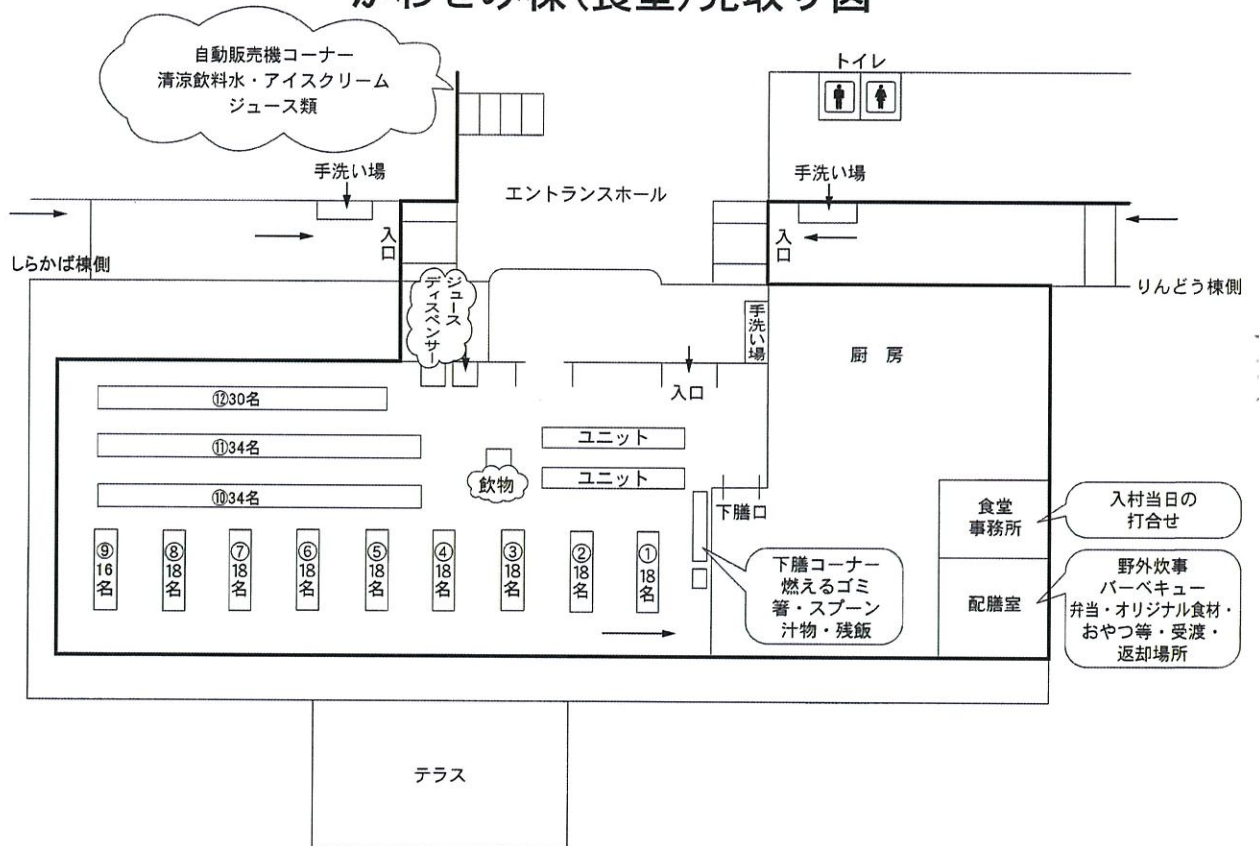 自動販売機コーナー
清涼飲料水・アイスクリーム
ジュース類
トイレ
手洗い場
エントランスホール
手洗い場
入口
入口
しらかば棟側
りんどう棟側
ジュース
ディスペンサー
手洗い場
厨 房
入口
⑫30名
⑪34名
⑩34名
ユニット
ユニット
飲物
下膳口
食堂
事務所
入村当日の
打合せ
⑨16名
⑧18名
⑦18名
⑥18名
⑤18名
④18名
③18名
②18名
①18名
下膳コーナー
燃えるゴミ
箸・スプーン
汁物・残飯
配膳室
野外炊事
バーベキュー
弁当・オリジナル食材・
おやつ等・受渡・
返却場所
テラス